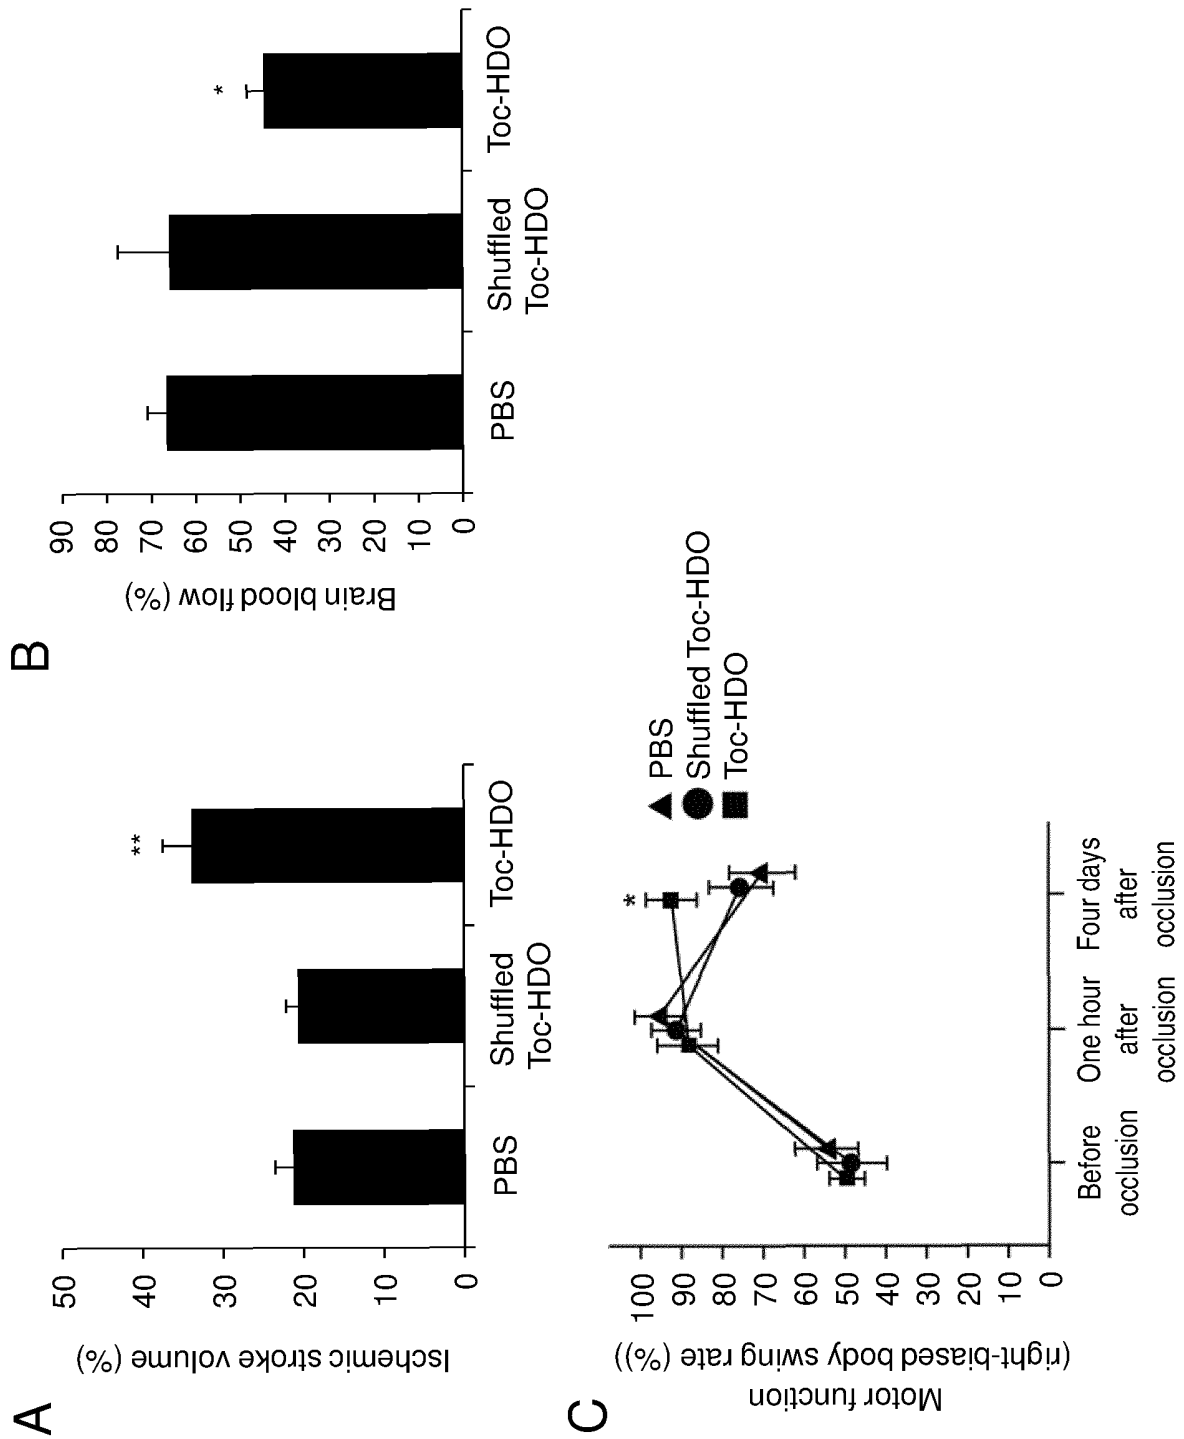 A
Ischemic stroke volume (%)
50
40
30
20
10
0
**
PBS
Shuffled
Toc-HDO
Toc-HDO
B
Brain blood flow (%)
90
80
70
60
50
40
30
20
10
0
*
PBS
Shuffled
Toc-HDO
Toc-HDO
C
Motor function
(right-biased body swing rate (%))
100
90
80
70
60
50
40
30
20
10
0
*
PBS
Shuffled Toc-HDO
Toc-HDO
Before
occlusion
One hour
after
occlusion
Four days
after
occlusion